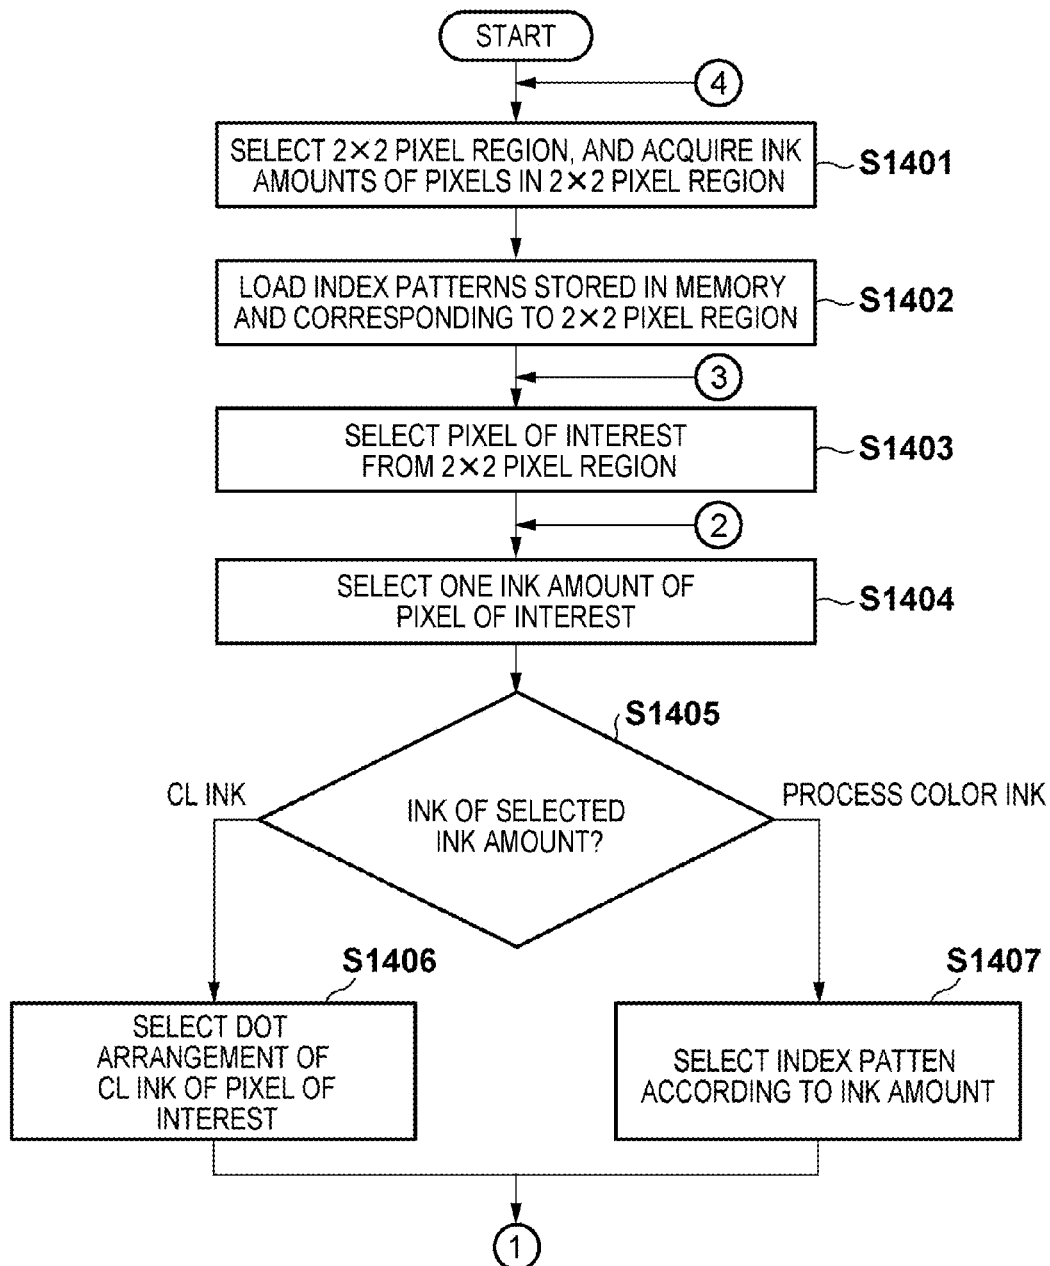 START
4
SELECT 2×2 PIXEL REGION, AND ACQUIRE INK
AMOUNTS OF PIXELS IN 2×2 PIXEL REGION
S1401
LOAD INDEX PATTERNS STORED IN MEMORY
AND CORRESPONDING TO 2×2 PIXEL REGION
S1402
3
SELECT PIXEL OF INTEREST
FROM 2×2 PIXEL REGION
S1403
2
SELECT ONE INK AMOUNT OF
PIXEL OF INTEREST
S1404
S1405
CL INK
PROCESS COLOR INK
INK OF SELECTED
INK AMOUNT?
S1406
S1407
SELECT DOT
ARRANGEMENT OF
CL INK OF PIXEL OF
INTEREST
SELECT INDEX PATTEN
ACCORDING TO INK AMOUNT
1